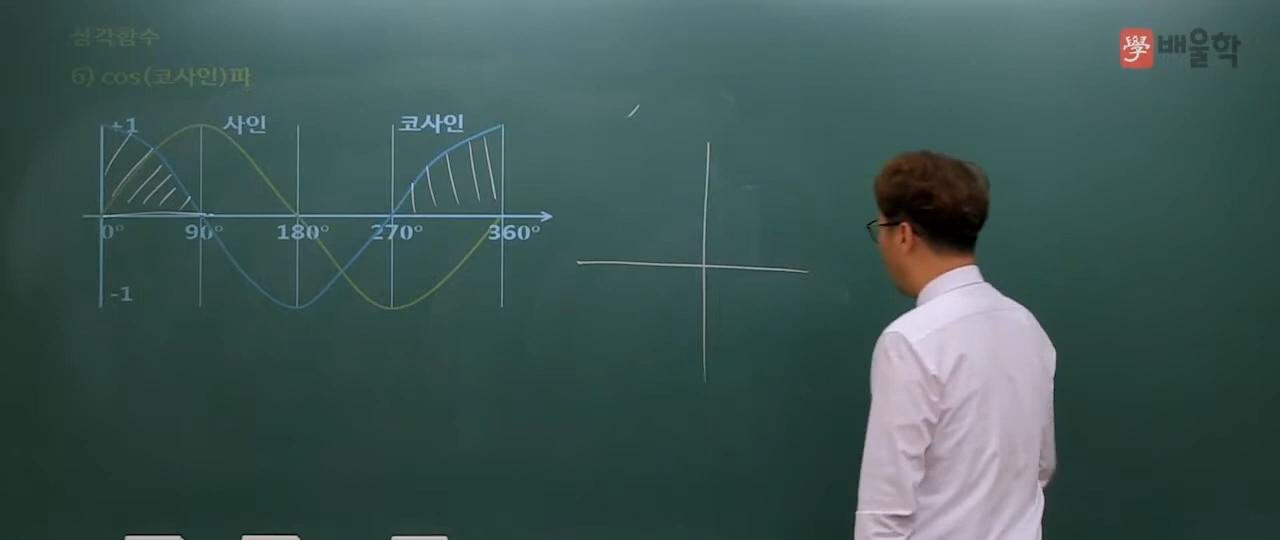 삼각함수
6) cos(코사인)파
學 배울학
+1 사인 코사인
0° 90° 180° 270° 360°
-1